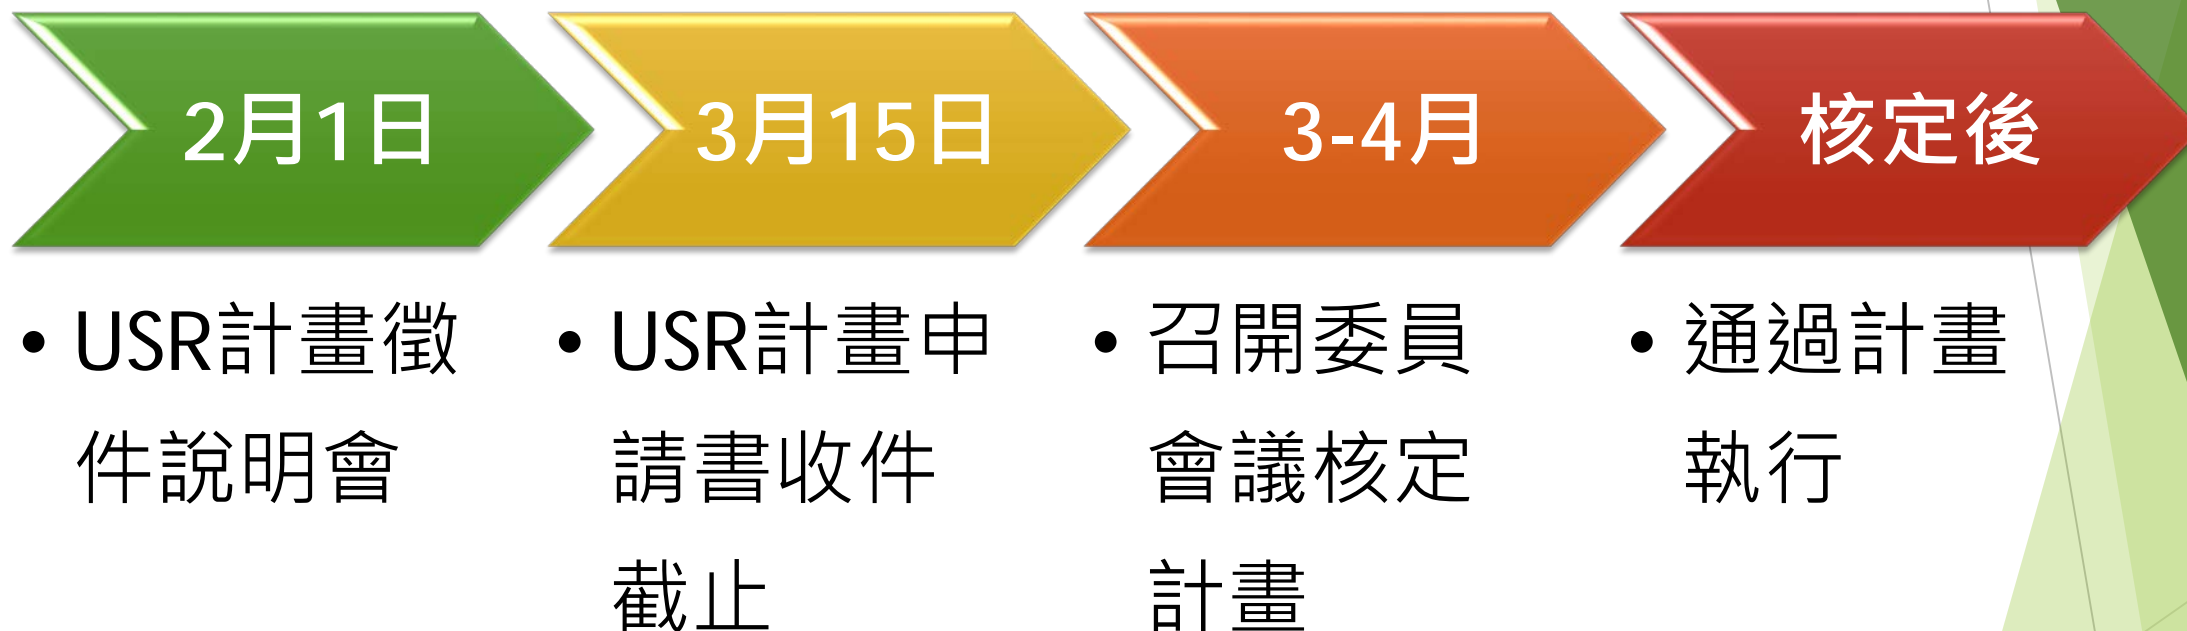 2月1日
3月15日
3-4月
核定後
• USR計畫徵
件說明會
• USR計畫申
請書收件
截止
• 召開委員
會議核定
計畫
• 通過計畫
執行